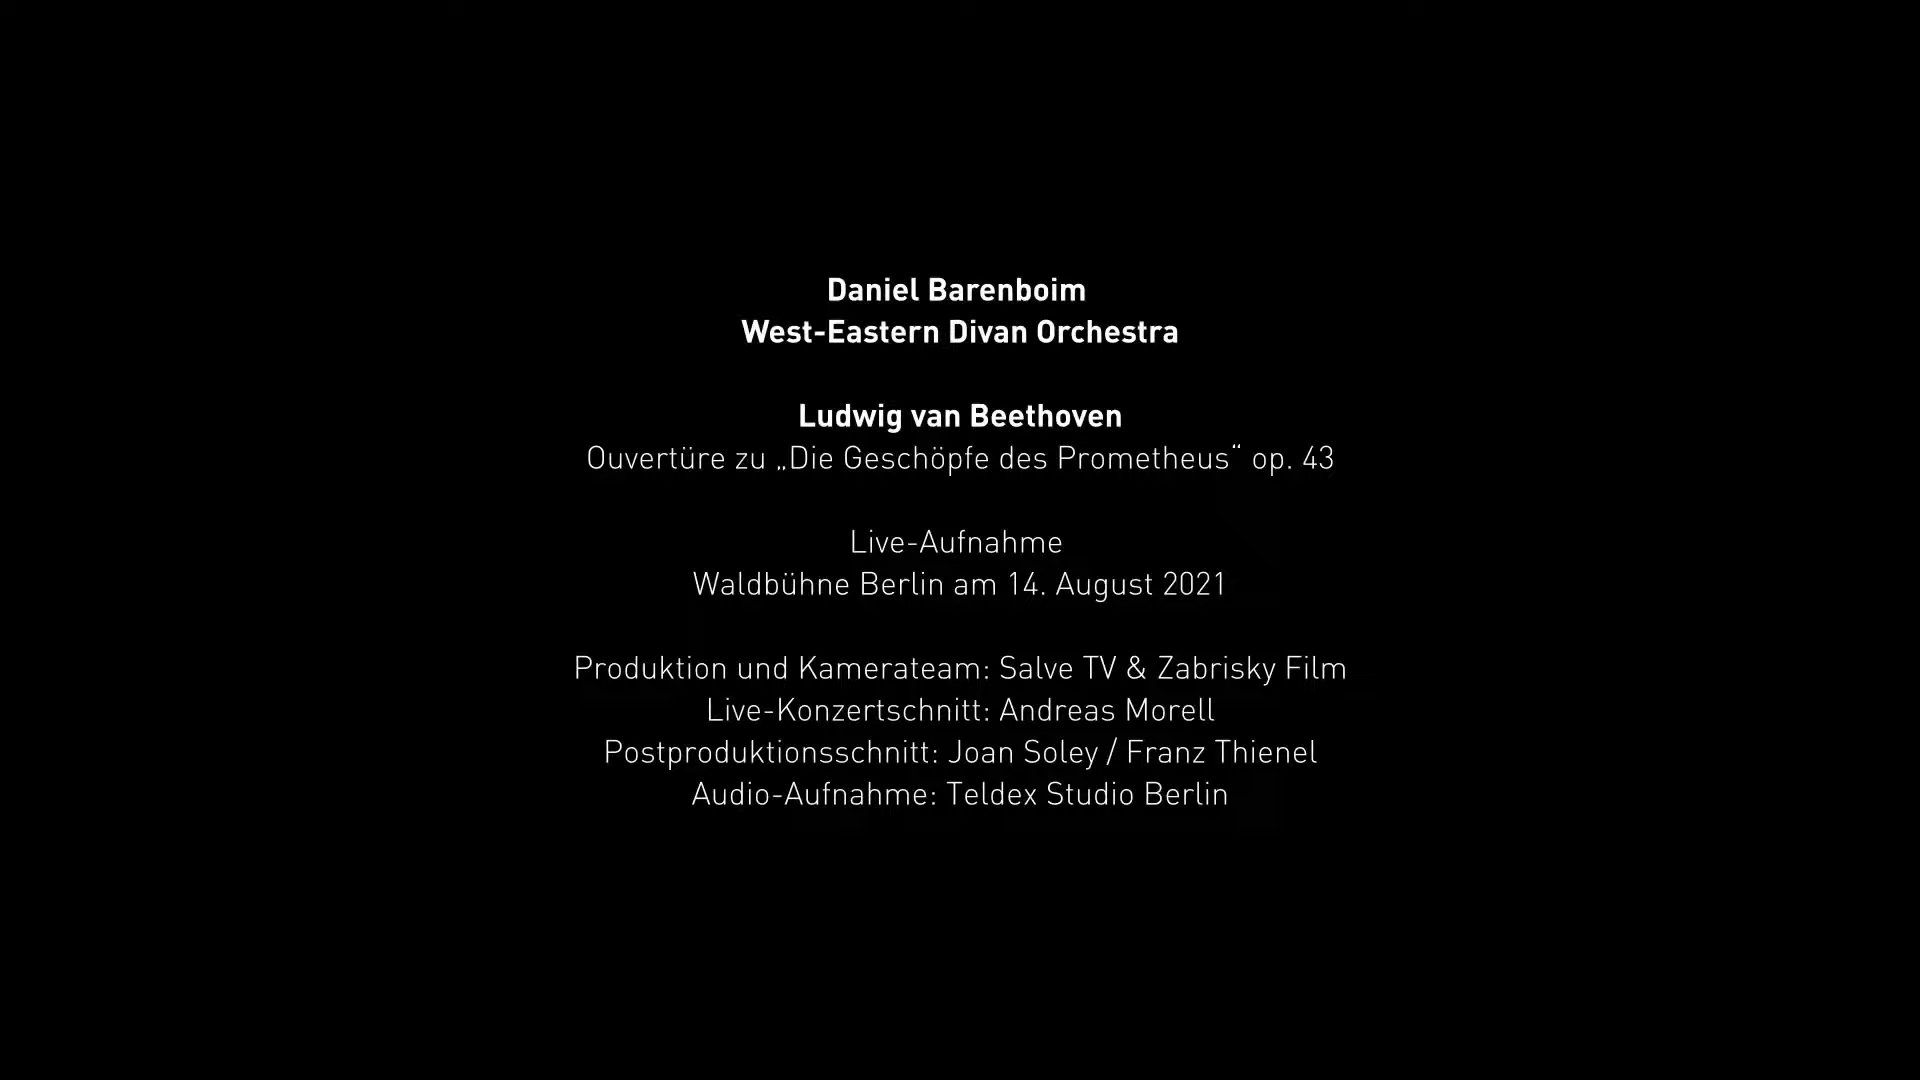 Daniel Barenboim
West-Eastern Divan Orchestra
Ludwig van Beethoven
Ouvertüre zu „Die Geschöpfe des Prometheus“ op. 43
Live-Aufnahme
Waldbühne Berlin am 14. August 2021
Produktion und Kamerateam: Salve TV & Zabrisky Film
Live-Konzertschnitt: Andreas Morell
Postproduktionsschnitt: Joan Soley / Franz Thienel
Audio-Aufnahme: Teldex Studio Berlin